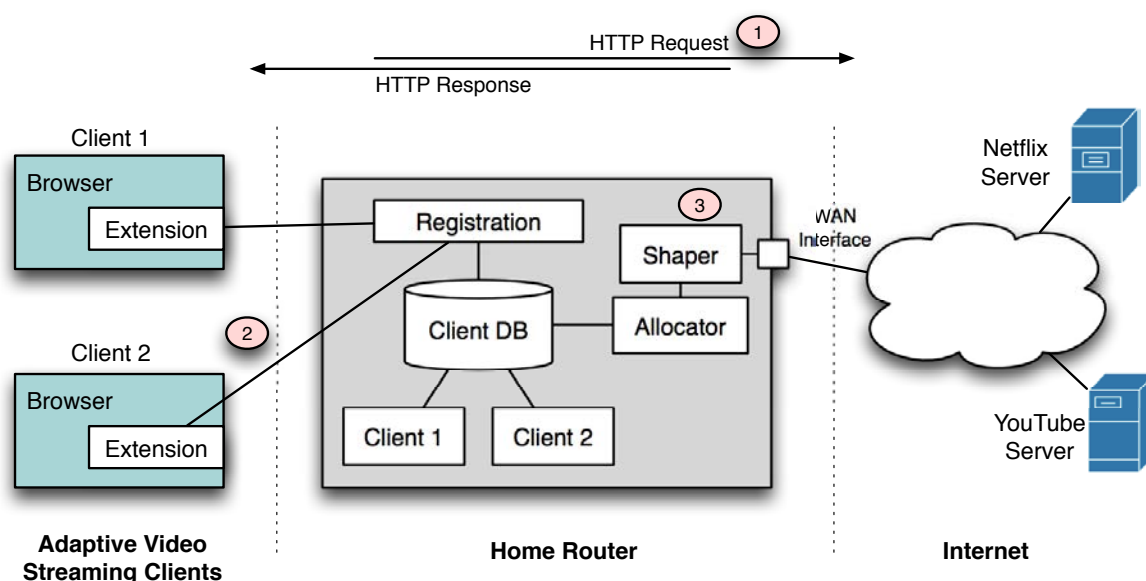 1
HTTP Request
HTTP Response
Client 1
Browser
Extension
Registration
3
Shaper
WAN
Interface
Netflix
Server
Client DB
Allocator
2
Client 2
Browser
Extension
Client 1
Client 2
YouTube
Server
Adaptive Video
Streaming Clients
Home Router
Internet